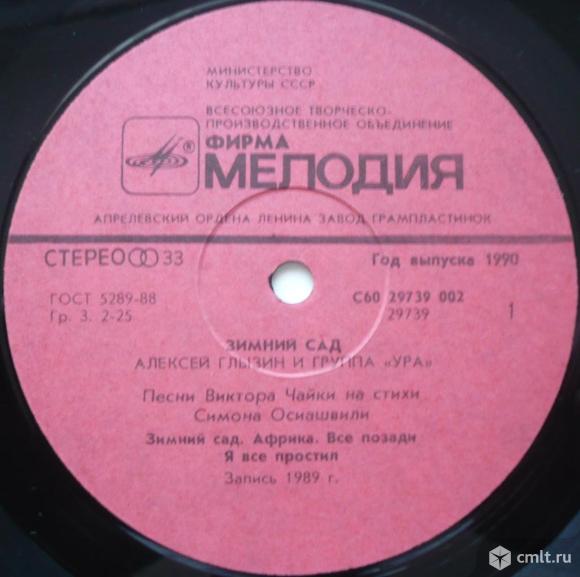 МИНИСТЕРСТВО
КУЛЬТУРЫ СССР
ВСЕСОЮЗНОЕ ТВОРЧЕСКО-
ПРОИЗВОДСТВЕННОЕ ОБЪЕДИНЕНИЕ
®
ФИРМА
МЕЛОДИЯ
АПРЕЛЕВСКИЙ ОРДЕНА ЛЕНИНА ЗАВОД ГРАМПЛАСТИНОК
СТЕРЕО 33
Год выпуска 1990
ГОСТ 5289-88
Гр. 3. 2-25
С60 29739 002
29739
1
ЗИМНИЙ САД
АЛЕКСЕЙ ГЛЫЗИН И ГРУППА «УРА»
Песни Виктора Чайки на стихи
Симона Осиашвили
Зимний сад. Африка. Все позади
Я все простил
Запись 1989 г.
cmlt.ru